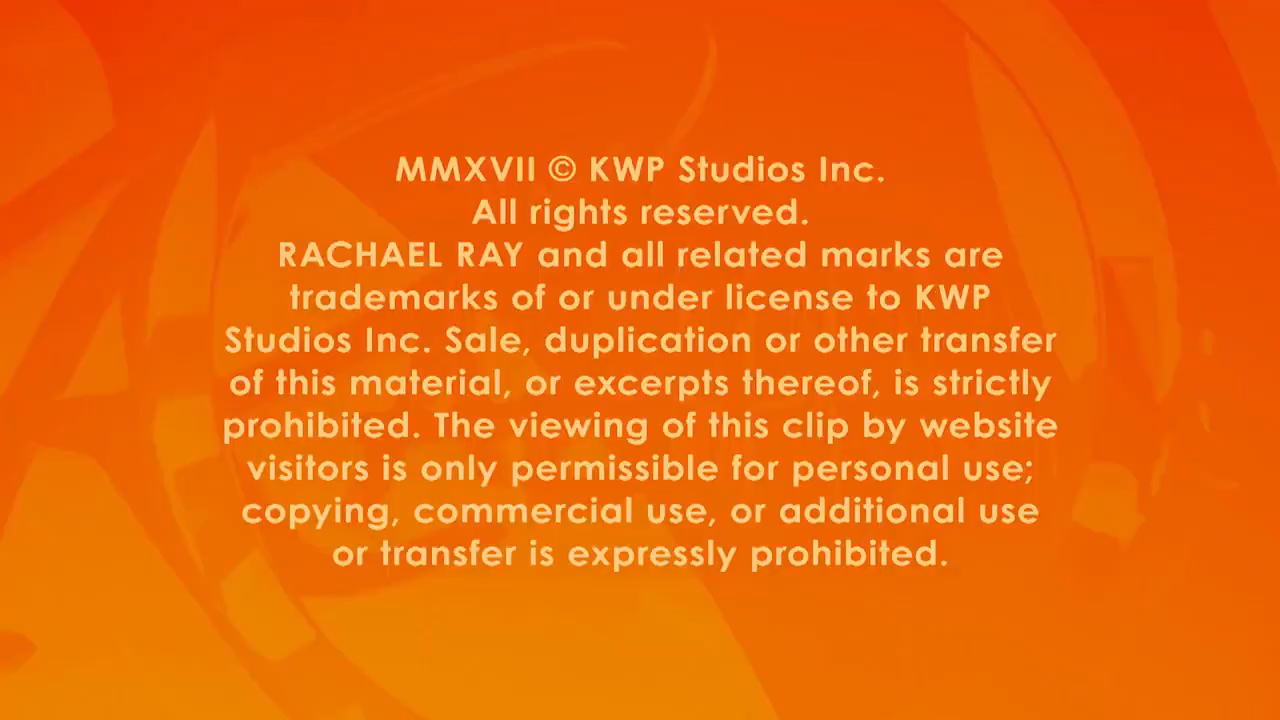 MMXVII © KWP Studios Inc.
All rights reserved.
RACHAEL RAY and all related marks are
trademarks of or under license to KWP
Studios Inc. Sale, duplication or other transfer
of this material, or excerpts thereof, is strictly
prohibited. The viewing of this clip by website
visitors is only permissible for personal use;
copying, commercial use, or additional use
or transfer is expressly prohibited.